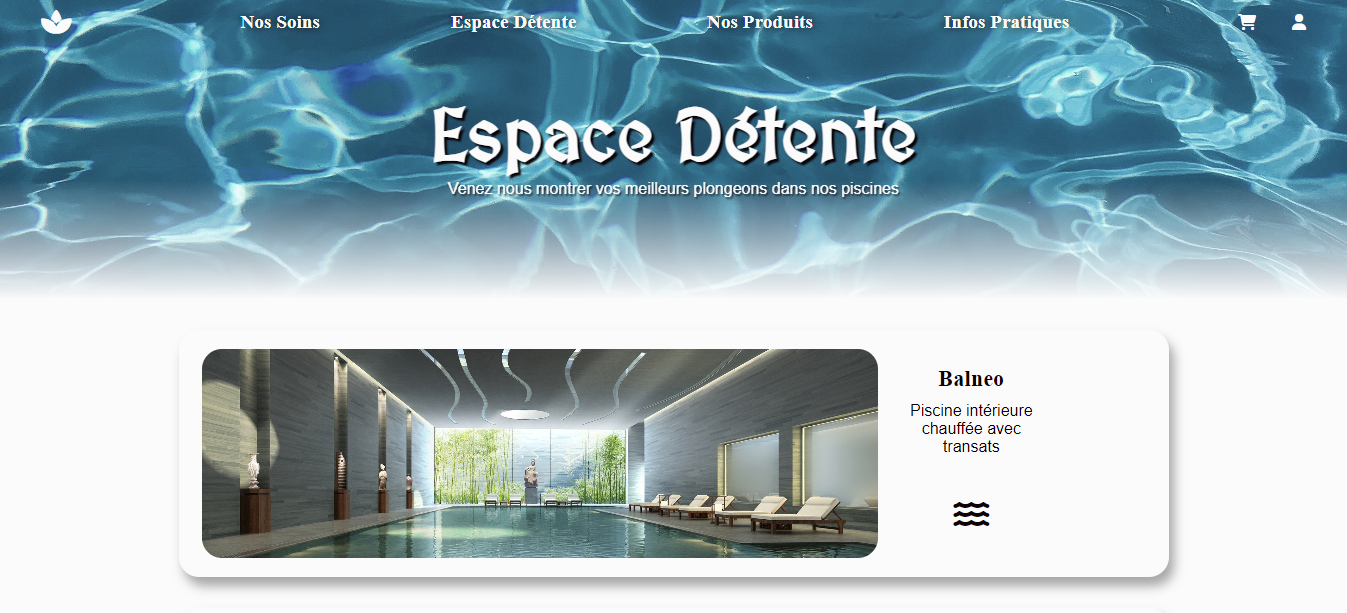 Nos Soins
Espace Détente
Nos Produits
Infos Pratiques
Espace Détente
Venez nous montrer vos meilleurs plongeons dans nos piscines
Balneo
Piscine intérieure
chauffée avec
transats